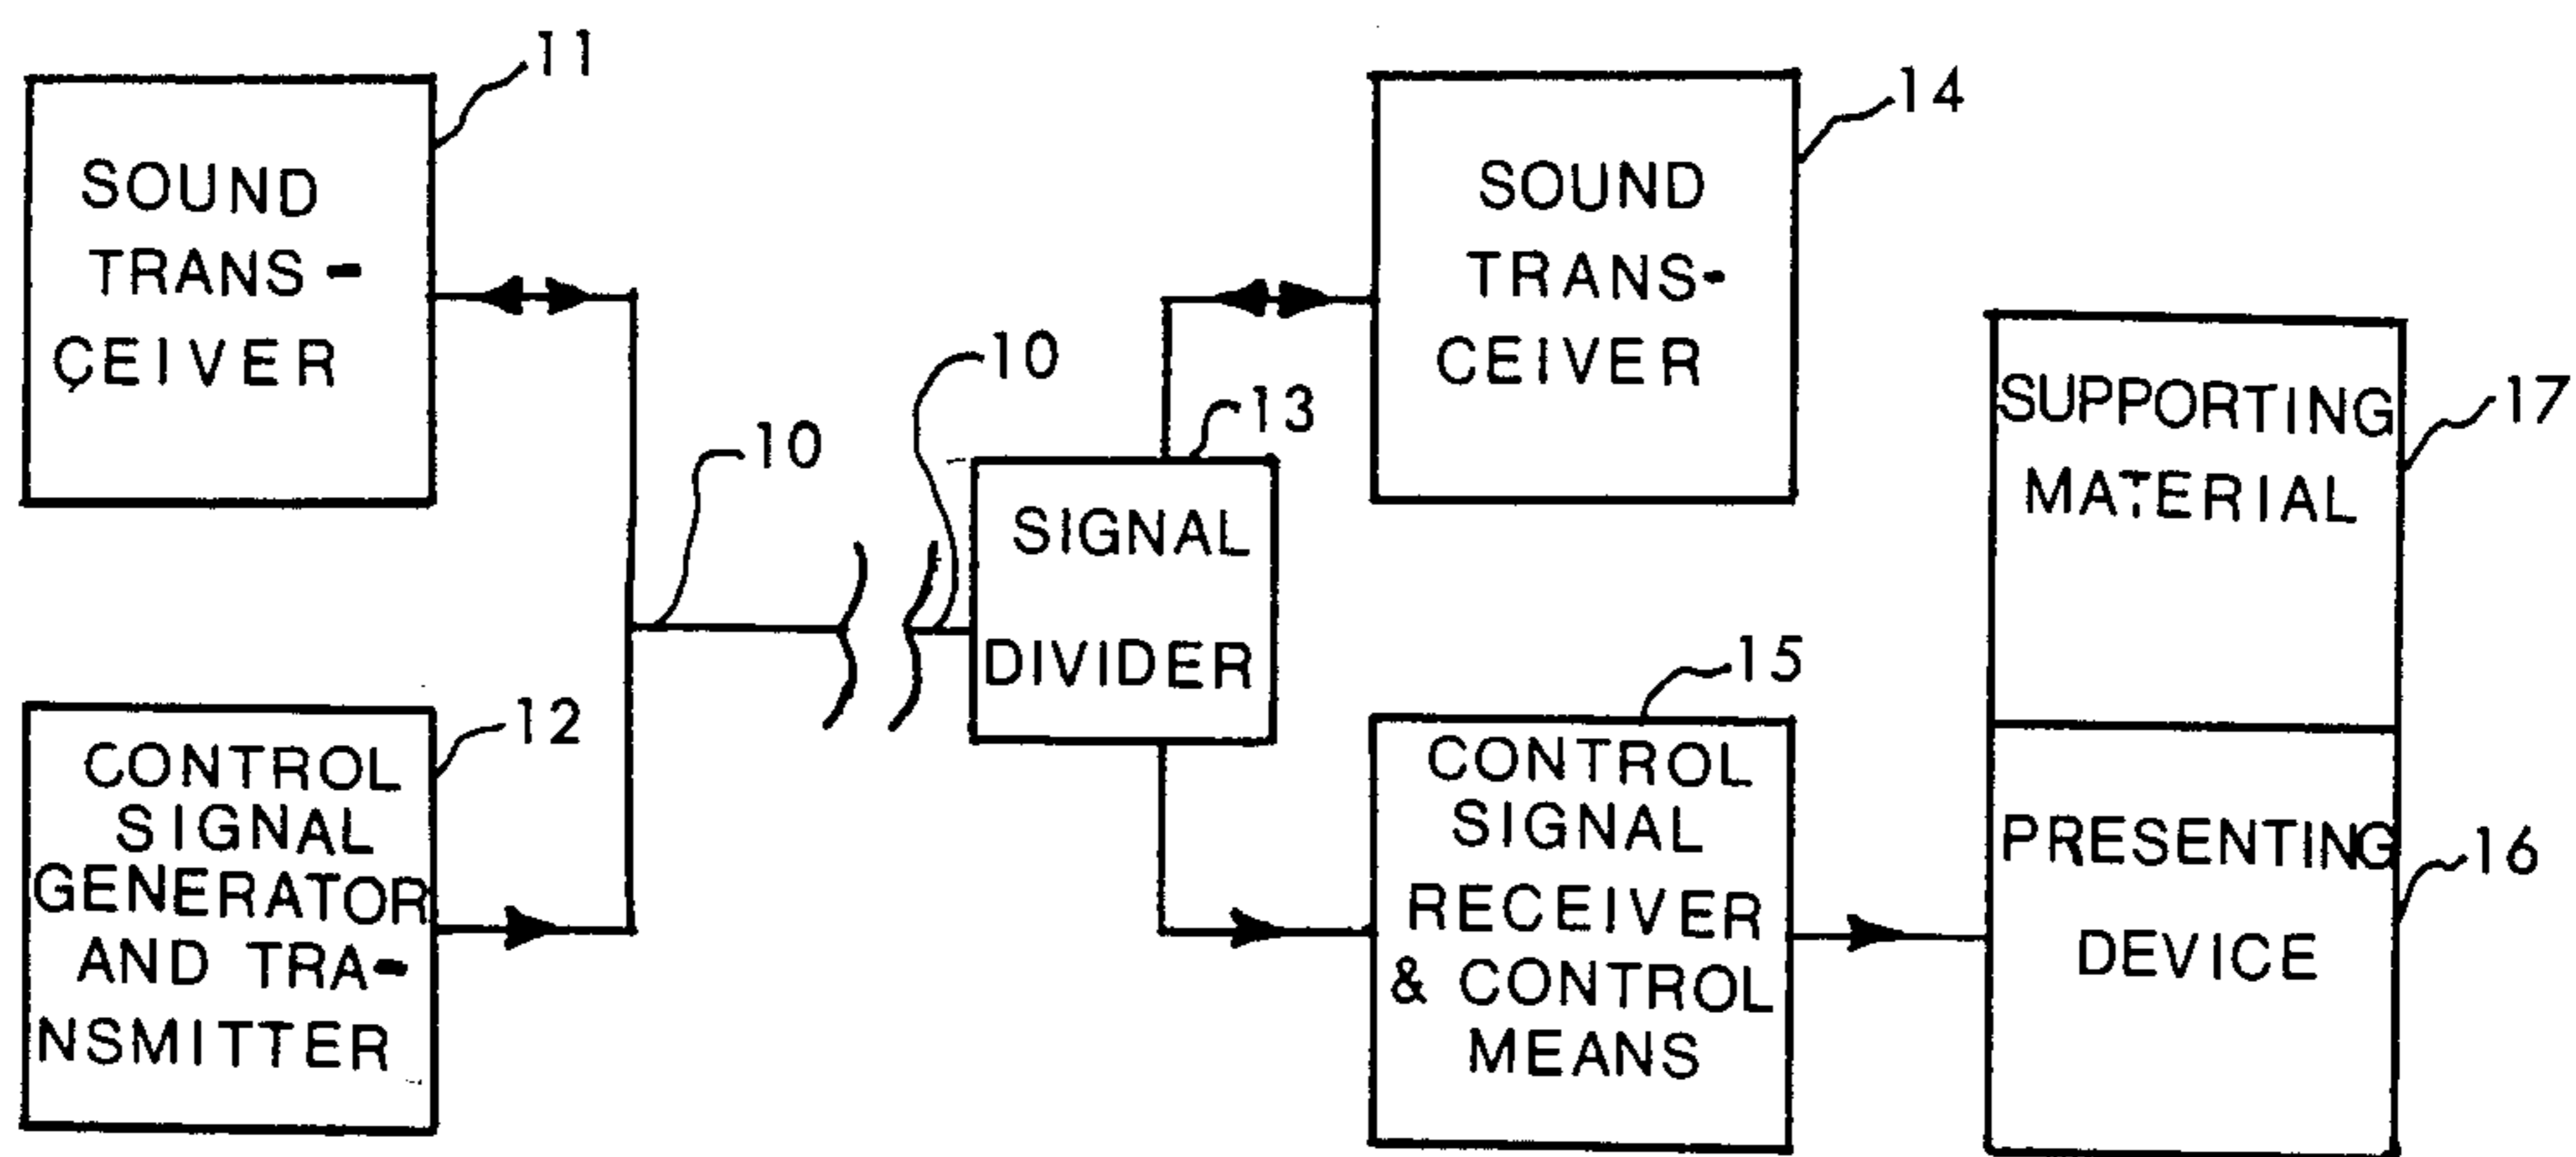 11
SOUND
TRANS-
CEIVER
10
12
CONTROL
SIGNAL
GENERATOR
AND TRA-
NSMITTER
10
13
SIGNAL
DIVIDER
14
SOUND
TRANS-
CEIVER
15
CONTROL
SIGNAL
RECEIVER
& CONTROL
MEANS
17
SUPPORTING
MATERIAL
16
PRESENTING
DEVICE